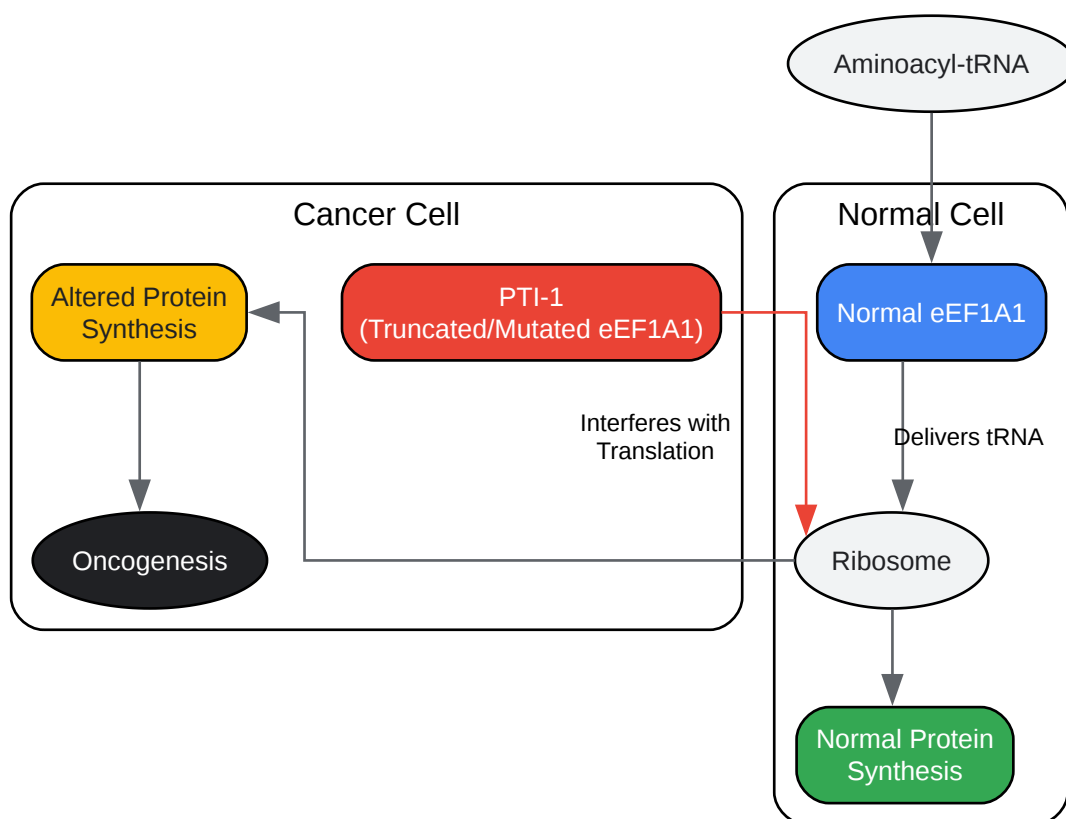 Aminoacyl-tRNA
Cancer Cell
Normal Cell
Altered Protein
Synthesis
PTI-1
(Truncated/Mutated eEF1A1)
Normal eEF1A1
Interferes with
Translation
Delivers tRNA
Oncogenesis
Ribosome
Normal Protein
Synthesis